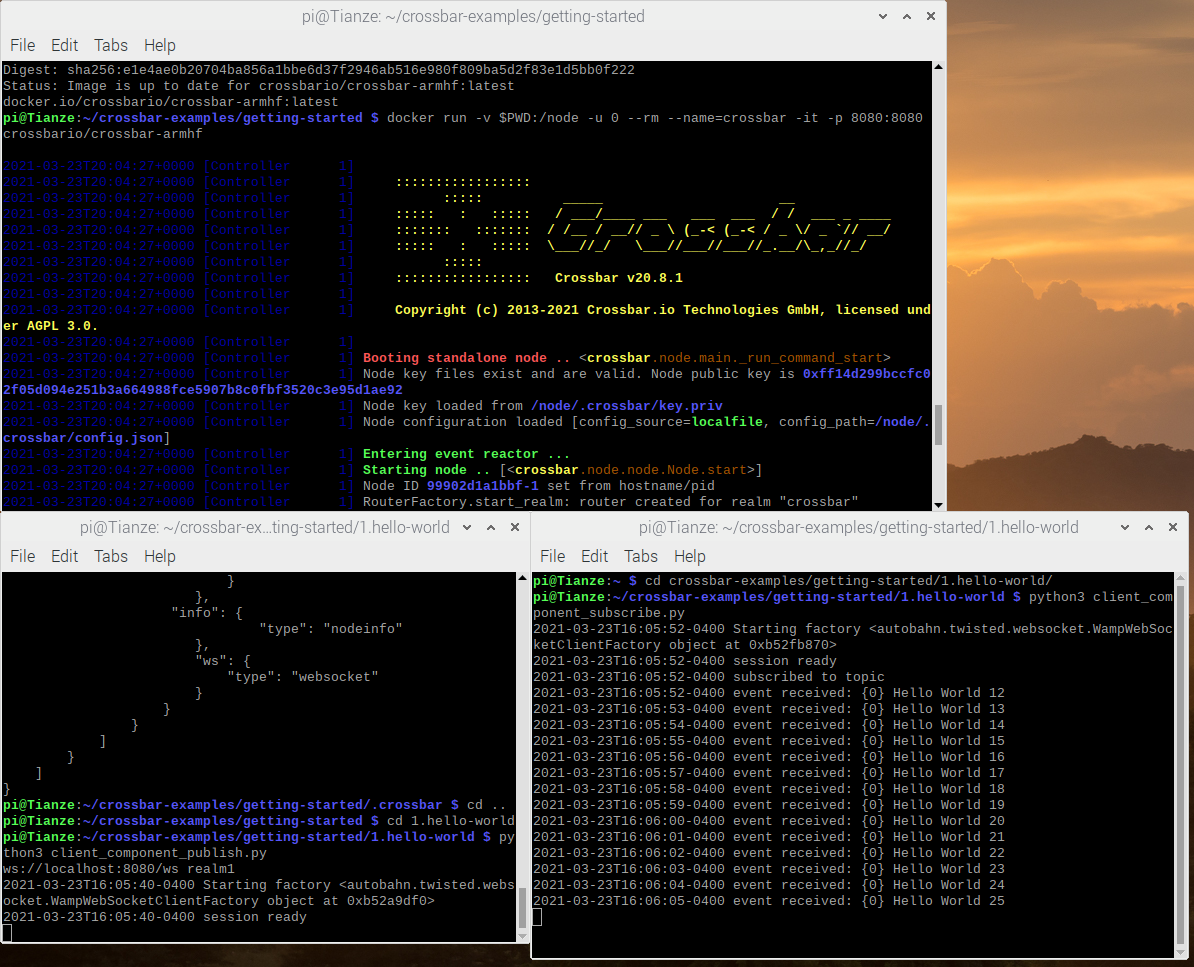 pi@Tianze: ~/crossbar-examples/getting-started
File Edit Tabs Help
Digest: sha256:e1e4ae0b20704ba856a1bbe6d37f2946ab516e980f809ba5d2f83e1d5bb0f222
Status: Image is up to date for crossbario/crossbar-armhf:latest
docker.io/crossbario/crossbar-armhf:latest
pi@Tianze:~/crossbar-examples/getting-started $ docker run -v $PWD:/node -u 0 --rm --name=crossbar -it -p 8080:8080
crossbario/crossbar-armhf
2021-03-23T20:04:27+0000 [Controller 1]
2021-03-23T20:04:27+0000 [Controller 1] :::::::::::::::::
2021-03-23T20:04:27+0000 [Controller 1] ::::: _____ __
2021-03-23T20:04:27+0000 [Controller 1] ::::: : ::::: / ___/____ ___ ___ ___ / / ___ _ ____
2021-03-23T20:04:27+0000 [Controller 1] ::::::: ::::::: / /__ / __// _ \ (_-< (_-< / _ \/ _ `// __/
2021-03-23T20:04:27+0000 [Controller 1] ::::: : ::::: \___//_/ \___//___//___//_.__/\_,_//_/
2021-03-23T20:04:27+0000 [Controller 1] :::::
2021-03-23T20:04:27+0000 [Controller 1] ::::::::::::::::: Crossbar v20.8.1
2021-03-23T20:04:27+0000 [Controller 1]
2021-03-23T20:04:27+0000 [Controller 1] Copyright (c) 2013-2021 Crossbar.io Technologies GmbH, licensed und
er AGPL 3.0.
2021-03-23T20:04:27+0000 [Controller 1]
2021-03-23T20:04:27+0000 [Controller 1] Booting standalone node .. <crossbar.node.main._run_command_start>
2021-03-23T20:04:27+0000 [Controller 1] Node key files exist and are valid. Node public key is 0xff14d299bccfc0
2f05d094e251b3a664988fce5907b8c0fbf3520c3e95d1ae92
2021-03-23T20:04:27+0000 [Controller 1] Node key loaded from /node/.crossbar/key.priv
2021-03-23T20:04:27+0000 [Controller 1] Node configuration loaded [config_source=localfile, config_path=/node/.
crossbar/config.json]
2021-03-23T20:04:27+0000 [Controller 1] Entering event reactor ...
2021-03-23T20:04:27+0000 [Controller 1] Starting node .. [<crossbar.node.node.Node.start>]
2021-03-23T20:04:27+0000 [Controller 1] Node ID 99902d1a1bbf-1 set from hostname/pid
2021-03-23T20:04:27+0000 [Controller 1] RouterFactory.start_realm: router created for realm "crossbar"
pi@Tianze: ~/crossbar-ex…ting-started/1.hello-world
File Edit Tabs Help
}
},
"info": {
"type": "nodeinfo"
},
"ws": {
"type": "websocket"
}
}
}
]
}
]
}
pi@Tianze:~/crossbar-examples/getting-started/.crossbar $ cd ..
pi@Tianze:~/crossbar-examples/getting-started $ cd 1.hello-world
pi@Tianze:~/crossbar-examples/getting-started/1.hello-world $ py
thon3 client_component_publish.py
ws://localhost:8080/ws realm1
2021-03-23T16:05:40-0400 Starting factory <autobahn.twisted.webs
ocket.WampWebSocketClientFactory object at 0xb52a9df0>
2021-03-23T16:05:40-0400 session ready
pi@Tianze: ~/crossbar-examples/getting-started/1.hello-world
File Edit Tabs Help
pi@Tianze:~ $ cd crossbar-examples/getting-started/1.hello-world/
pi@Tianze:~/crossbar-examples/getting-started/1.hello-world $ python3 client_com
ponent_subscribe.py
2021-03-23T16:05:52-0400 Starting factory <autobahn.twisted.websocket.WampWebSoc
ketClientFactory object at 0xb52fb870>
2021-03-23T16:05:52-0400 session ready
2021-03-23T16:05:52-0400 subscribed to topic
2021-03-23T16:05:52-0400 event received: {0} Hello World 12
2021-03-23T16:05:53-0400 event received: {0} Hello World 13
2021-03-23T16:05:54-0400 event received: {0} Hello World 14
2021-03-23T16:05:55-0400 event received: {0} Hello World 15
2021-03-23T16:05:56-0400 event received: {0} Hello World 16
2021-03-23T16:05:57-0400 event received: {0} Hello World 17
2021-03-23T16:05:58-0400 event received: {0} Hello World 18
2021-03-23T16:05:59-0400 event received: {0} Hello World 19
2021-03-23T16:06:00-0400 event received: {0} Hello World 20
2021-03-23T16:06:01-0400 event received: {0} Hello World 21
2021-03-23T16:06:02-0400 event received: {0} Hello World 22
2021-03-23T16:06:03-0400 event received: {0} Hello World 23
2021-03-23T16:06:04-0400 event received: {0} Hello World 24
2021-03-23T16:06:05-0400 event received: {0} Hello World 25